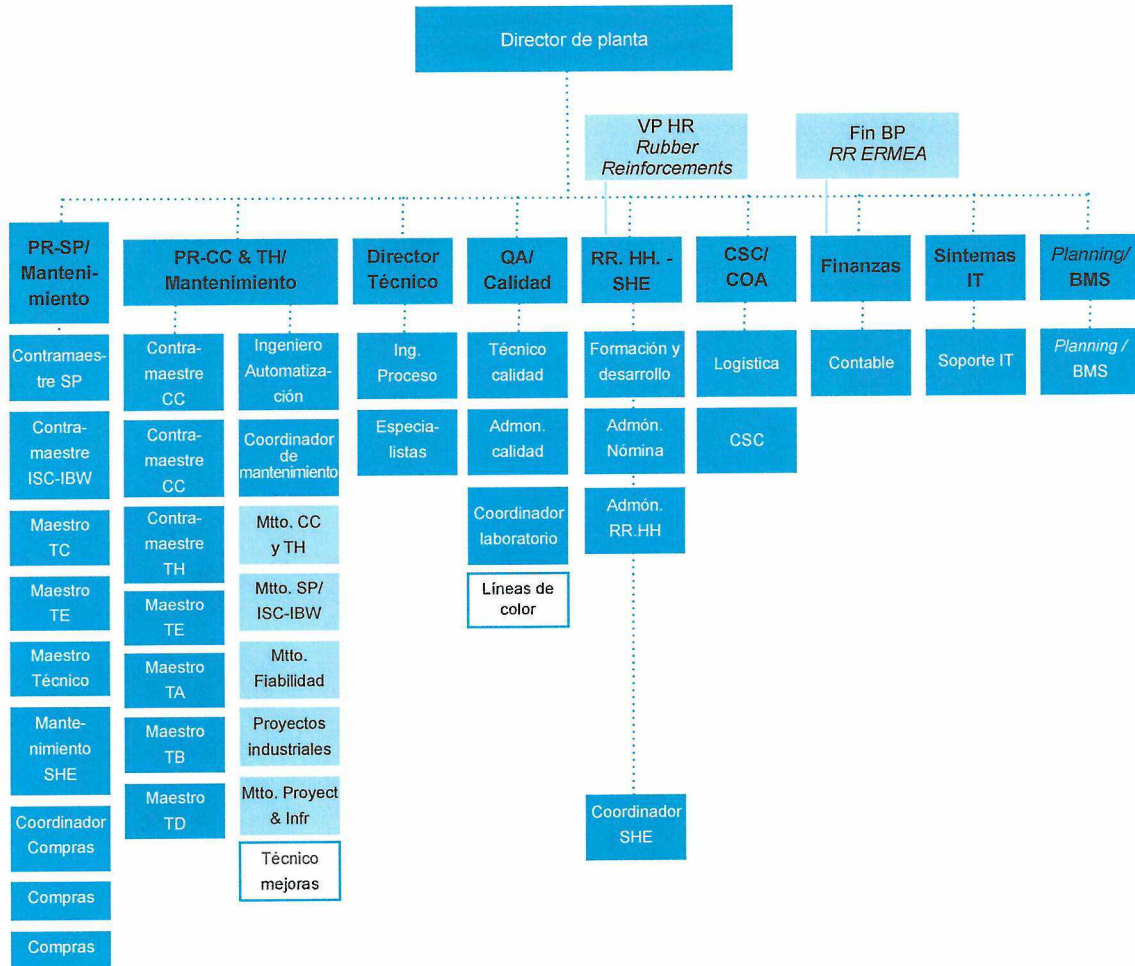 Director de planta
VP HR
Rubber
Reinforcements
Fin BP
RR ERMEA
PR-SP/
Manteni-
miento
PR-CC & TH/
Mantenimiento
Director
Técnico
QA/
Calidad
RR. HH. -
SHE
CSC/
COA
Finanzas
Sintemas
IT
Planning/
BMS
Contramaes-
tre SP
Contra-
maestre
ISC-IBW
Maestro
TC
Maestro
TE
Maestro
Técnico
Mante-
nimiento
SHE
Coordinador
Compras
Compras
Compras
Contra-
maestre
CC
Contra-
maestre
CC
Contra-
maestre
TH
Maestro
TE
Maestro
TA
Maestro
TB
Maestro
TD
Ingeniero
Automatiza-
ción
Coordinador
de
mantenimiento
Mtto. CC
y TH
Mtto. SP/
ISC-IBW
Mtto.
Fiabilidad
Proyectos
industriales
Mtto. Proyect
& Infr
Técnico
mejoras
Ing.
Proceso
Especia-
listas
Técnico
calidad
Admon.
calidad
Coordinador
laboratorio
Líneas de
color
Formación y
desarrollo
Admón.
Nómina
Admón.
RR.HH
Coordinador
SHE
Logística
CSC
Contable
Soporte IT
Planning /
BMS